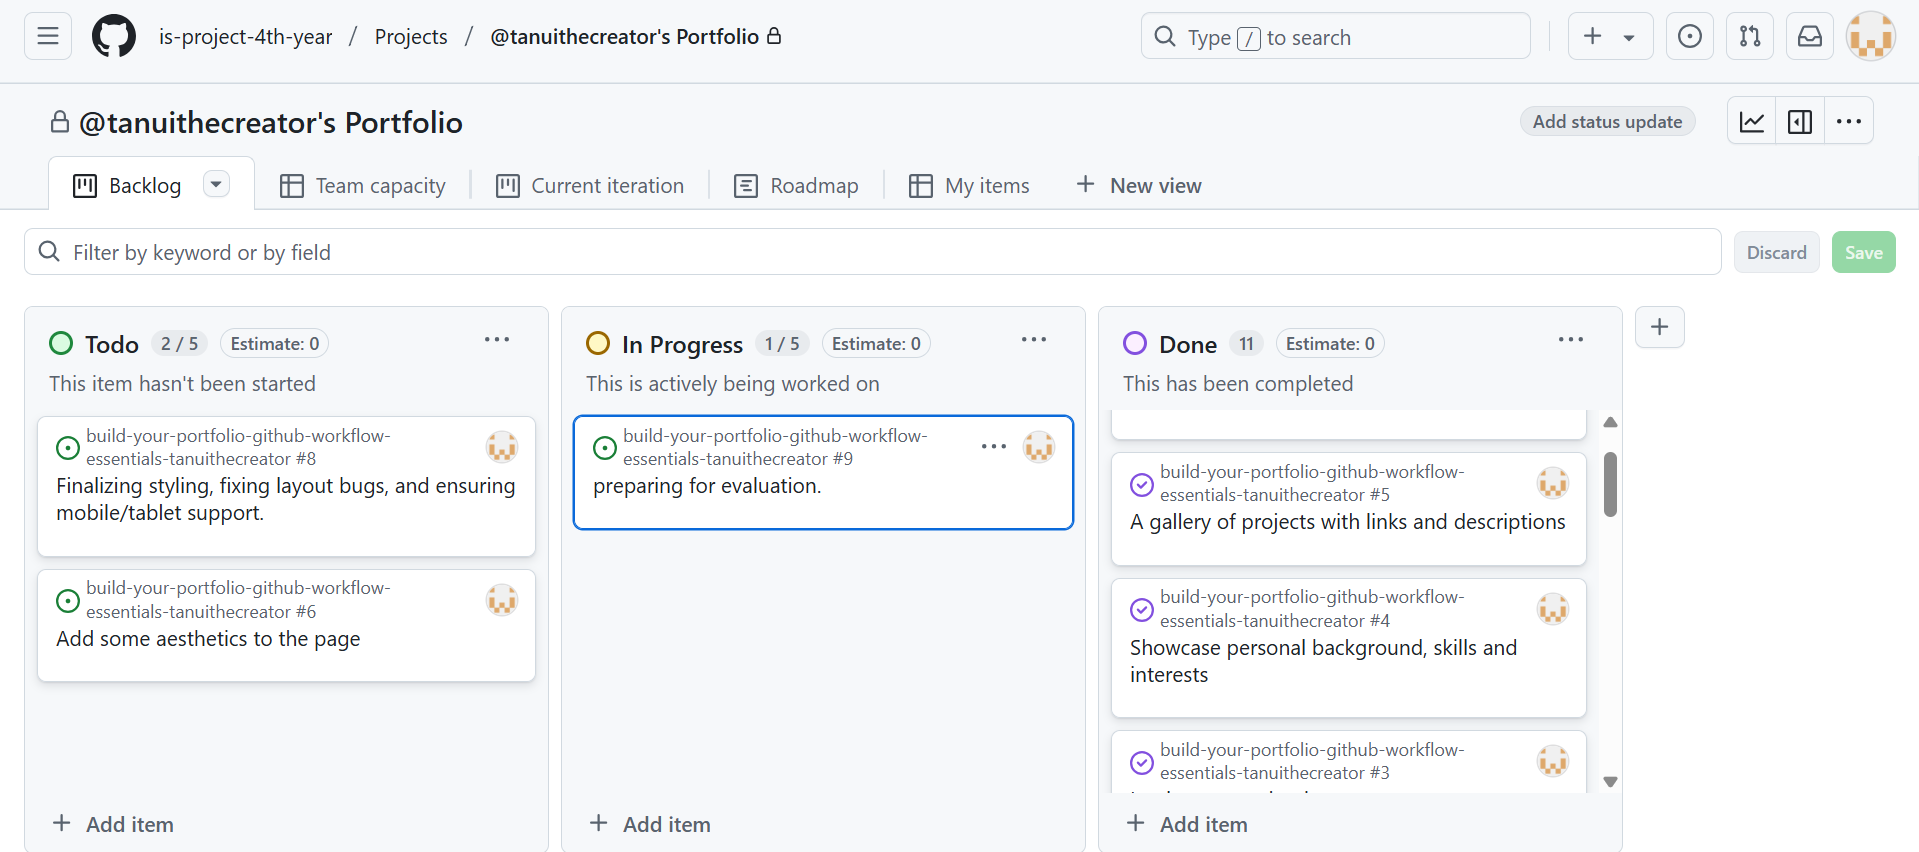 is-project-4th-year / Projects / @tanuithecreator's Portfolio
Type / to search
@tanuithecreator's Portfolio
Add status update
Backlog
Team capacity
Current iteration
Roadmap
My items
New view
Filter by keyword or by field
Discard
Save
Todo 2 / 5 Estimate: 0
This item hasn't been started
build-your-portfolio-github-workflow-
essentials-tanuithecreator #8
Finalizing styling, fixing layout bugs, and ensuring
mobile/tablet support.
build-your-portfolio-github-workflow-
essentials-tanuithecreator #6
Add some aesthetics to the page
Add item
In Progress 1 / 5 Estimate: 0
This is actively being worked on
build-your-portfolio-github-workflow-
essentials-tanuithecreator #9
preparing for evaluation.
Add item
Done 11 Estimate: 0
This has been completed
build-your-portfolio-github-workflow-
essentials-tanuithecreator #5
A gallery of projects with links and descriptions
build-your-portfolio-github-workflow-
essentials-tanuithecreator #4
Showcase personal background, skills and
interests
build-your-portfolio-github-workflow-
essentials-tanuithecreator #3
Add item